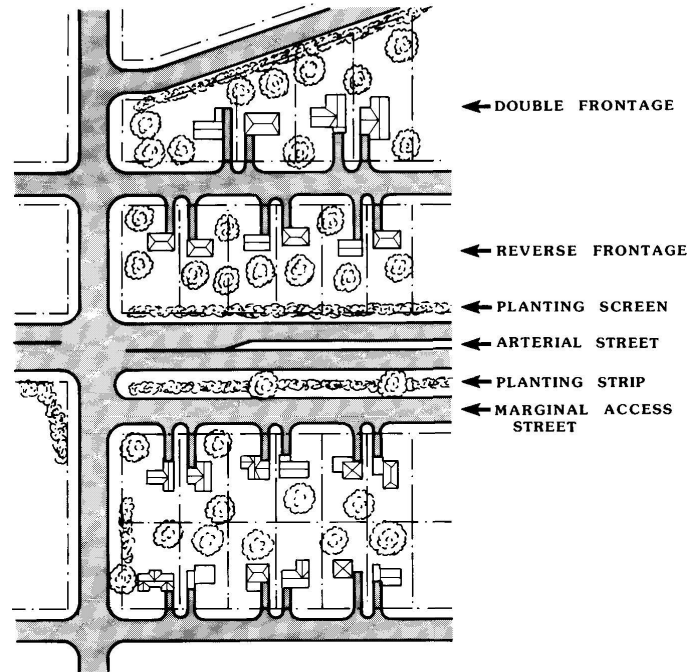 DOUBLE FRONTAGE
REVERSE FRONTAGE
PLANTING SCREEN
ARTERIAL STREET
PLANTING STRIP
MARGINAL ACCESS
STREET